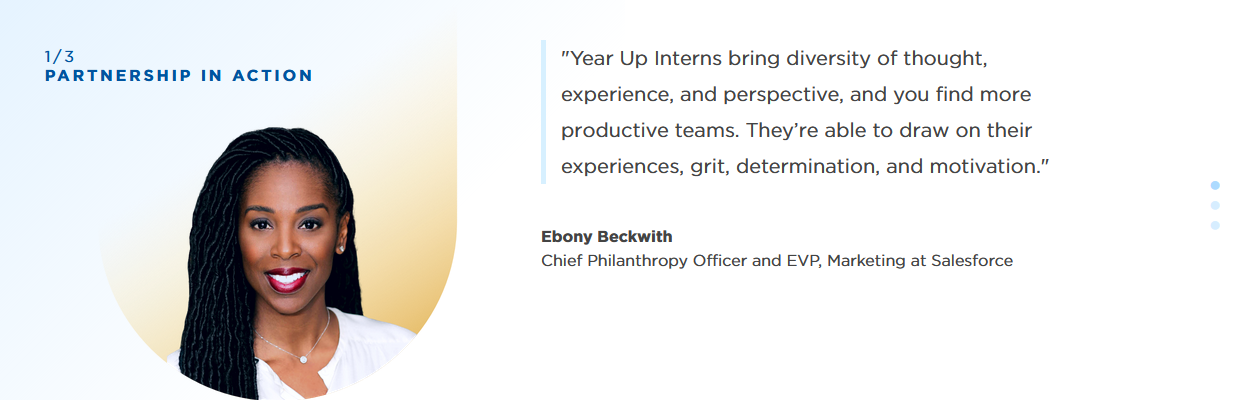 1/3
PARTNERSHIP IN ACTION
"Year Up Interns bring diversity of thought,
experience, and perspective, and you find more
productive teams. They’re able to draw on their
experiences, grit, determination, and motivation."
Ebony Beckwith
Chief Philanthropy Officer and EVP, Marketing at Salesforce